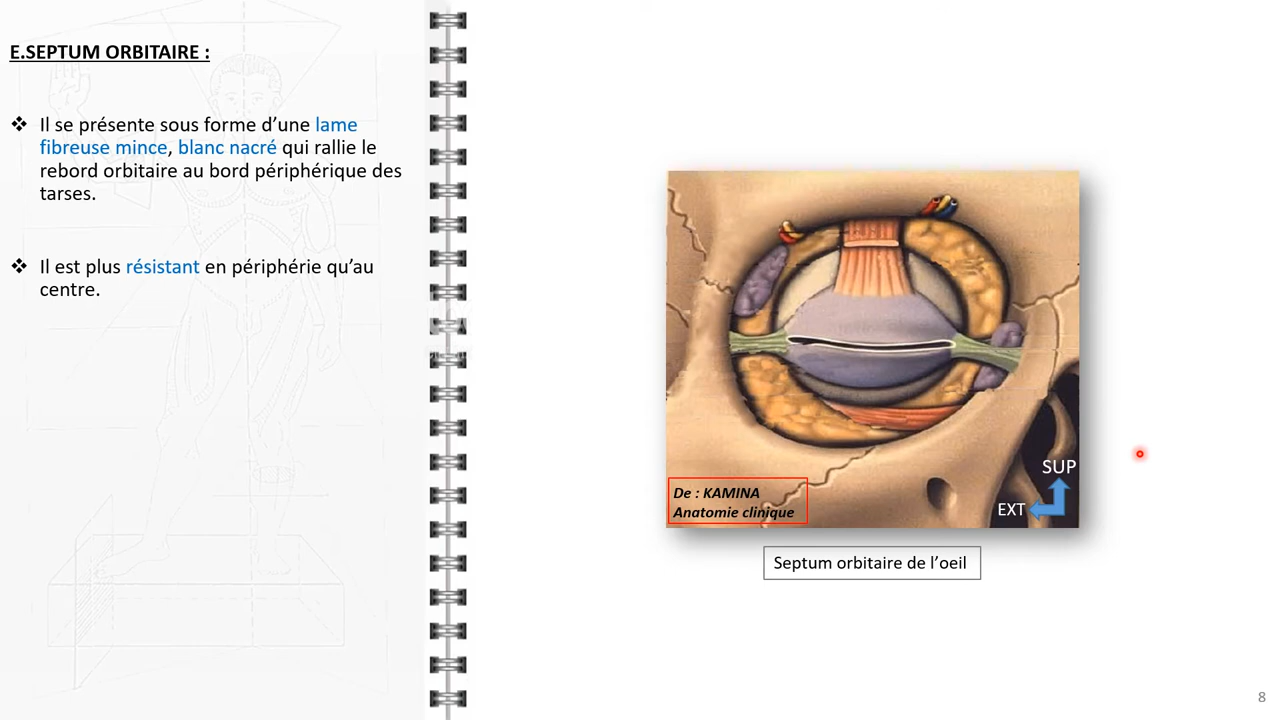 E.SEPTUM ORBITAIRE :
❖ Il se présente sous forme d’une lame
fibreuse mince, blanc nacré qui rallie le
rebord orbitaire au bord périphérique des
tarses.
❖ Il est plus résistant en périphérie qu’au
centre.
SUP
EXT
De : KAMINA
Anatomie clinique
Septum orbitaire de l’oeil
8